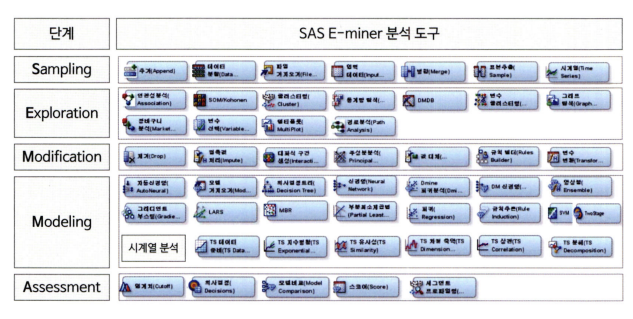 단계
SAS E-miner 분석 도구
Sampling
추가(Append)
데이터 분할(Data...
파일 가져오기(File...
입력 데이터(Input...
병합(Merge)
표본추출( Sample)
시계열(Time Series)
Exploration
연관성분석( Association)
SOM/Kohonen
클러스터링( Cluster)
통계량 탐색(...
DMDB
변수 클러스터링(...
그래프 탐색(Graph...
장바구니 분석(Market...
변수 선택(Variable...
멀티플롯( MultiPlot)
경로분석(Path Analysis)
Modification
제거(Drop)
결측값 처리(Impute)
대화식 구간 생성(Interacti...
주성분분석( Principal...
값 대체(...
규칙 빌더(Rules Builder)
변수 변환(Transfor...
Modeling
자동신경망( AutoNeural)
모델 가져오기(Mod...
의사결정트리( Decision Tree)
신경망(Neural Network)
Dmine 회귀분석(Dmi...
DM 신경망(...
앙상블( Ensemble)
그래디언트 부스팅(Gradie...
LARS
MBR
부분최소제곱법 (Partial Least...
회귀( Regression)
규칙추론(Rule Induction)
SVM
TwoStage
시계열 분석
TS 데이터 준비(TS Data...
TS 지수평활(TS Exponential...
TS 유사성(TS Similarity)
TS 차원 축약(TS Dimension...
TS 상관(TS Correlation)
TS 분해(TS Decomposition)
Assessment
임계치(Cutoff)
의사결정( Decisions)
모델비교(Model Comparison)
스코어(Score)
세그먼트 프로파일링(...